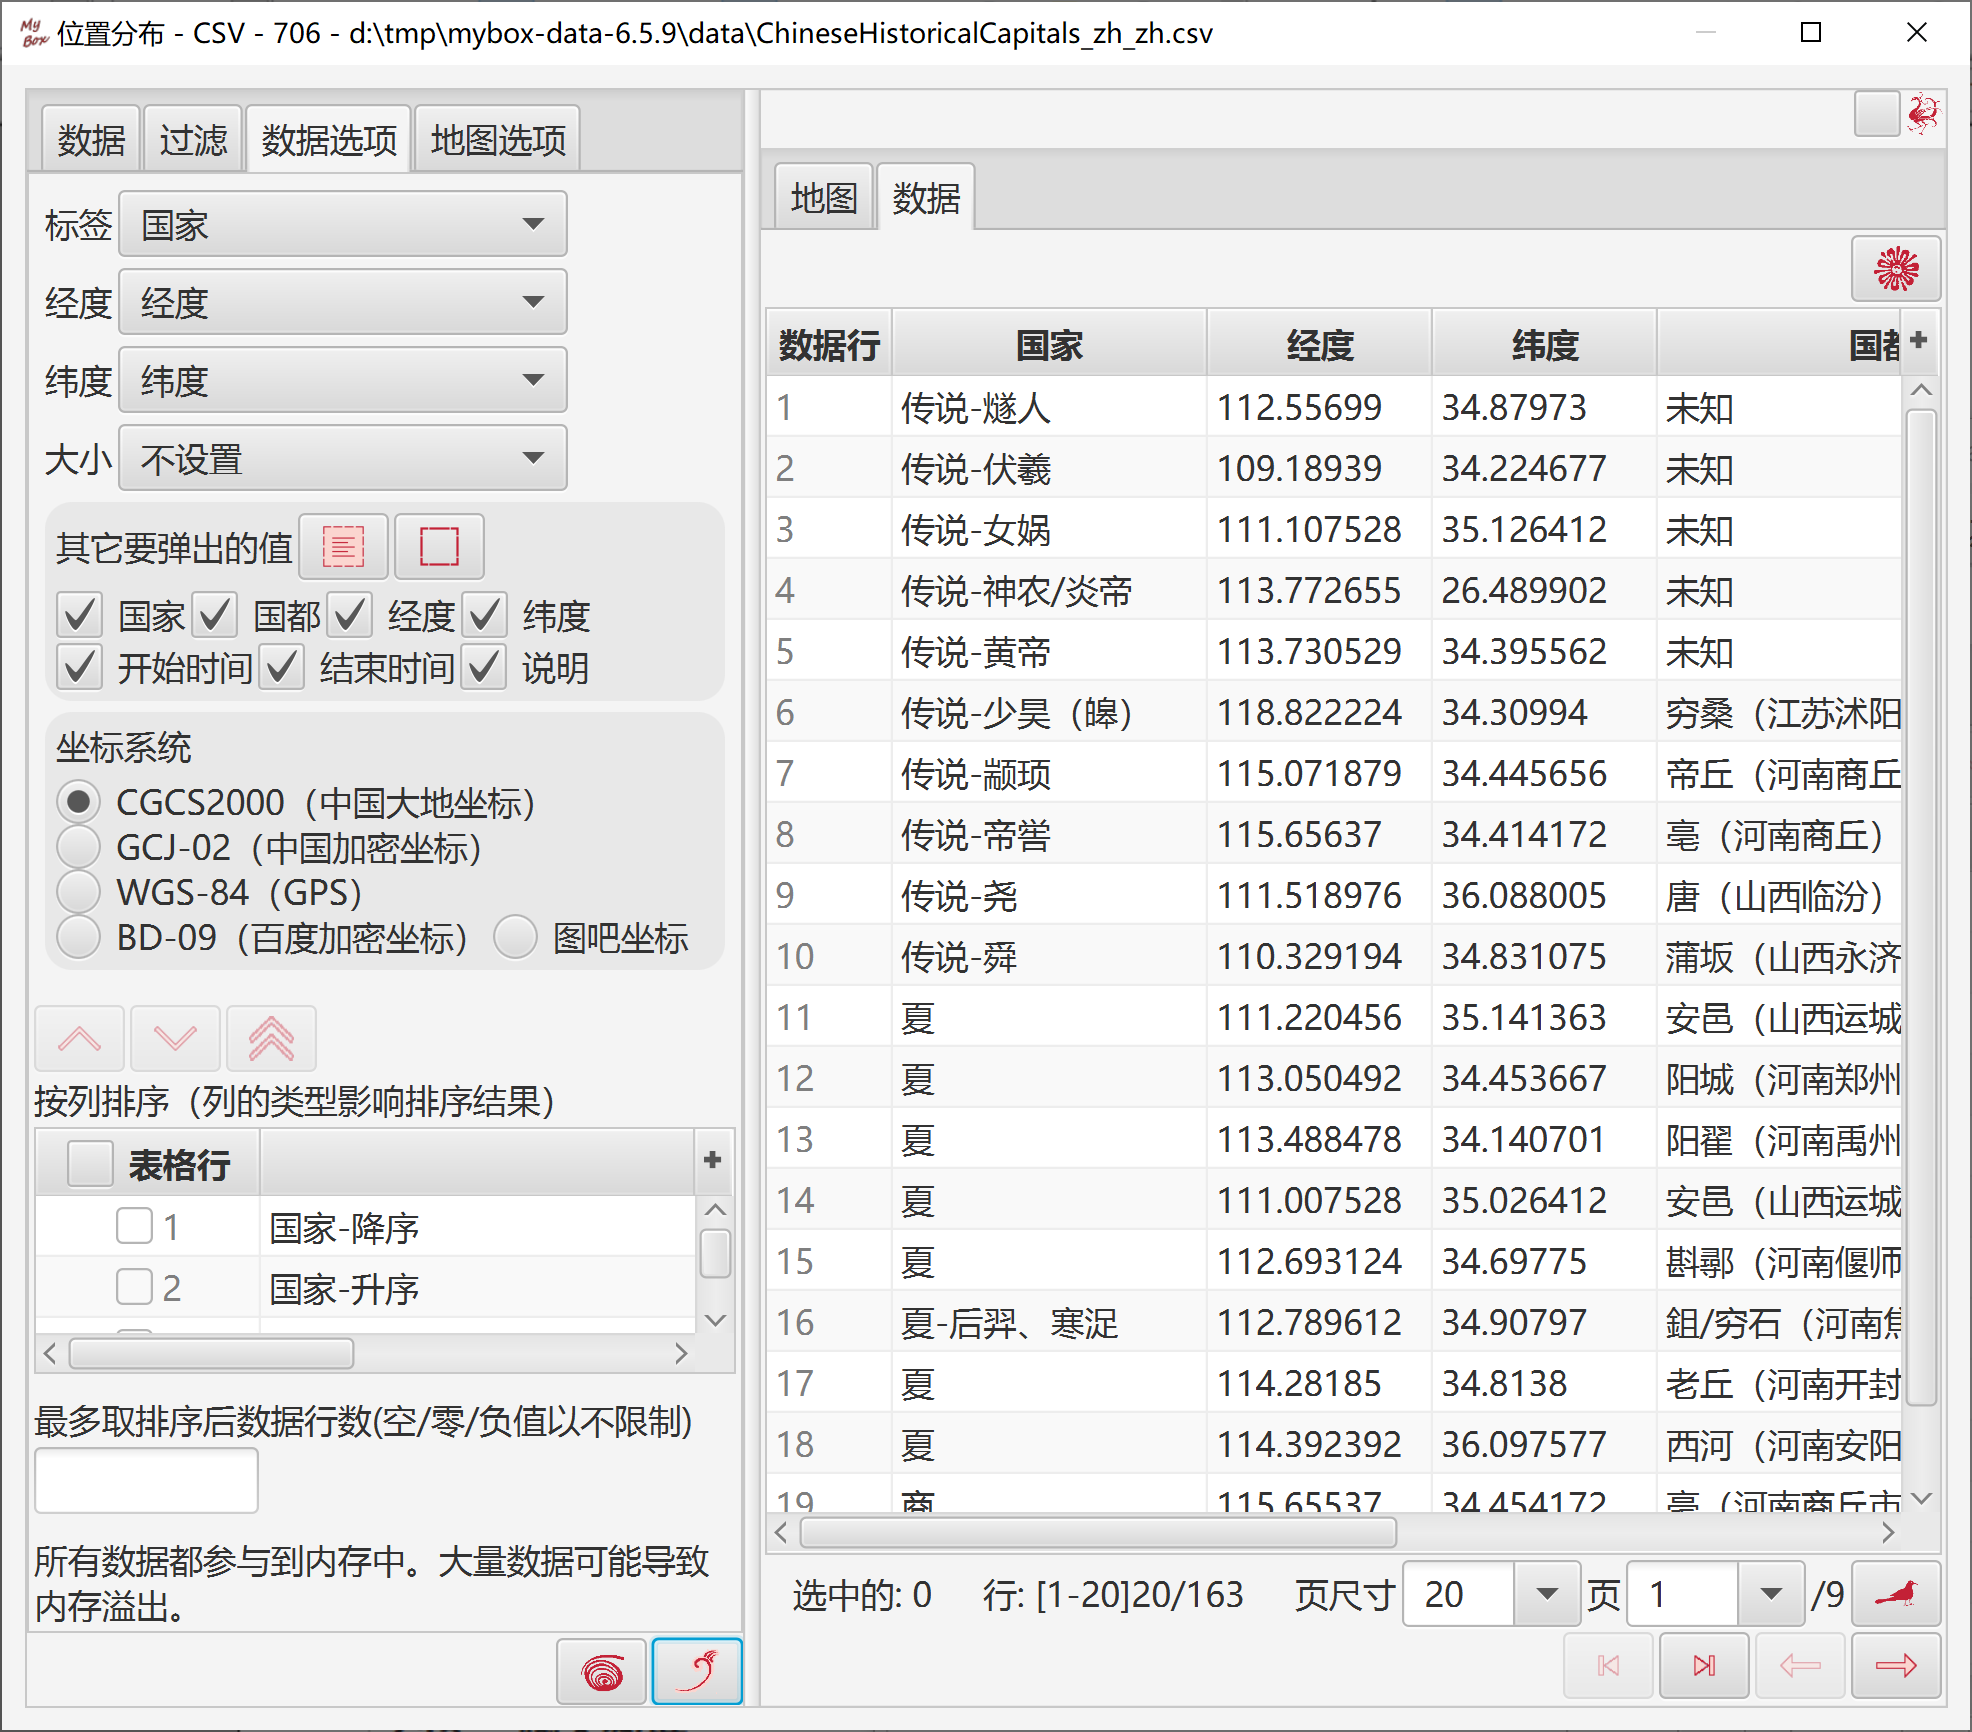 My Box 位置分布 - CSV - 706 - d:\tmp\mybox-data-6.5.9\data\ChineseHistoricalCapitals_zh_zh.csv
数据 过滤 数据选项 地图选项
标签 国家
经度 经度
纬度 纬度
大小 不设置
其它要弹出的值
国家 国都 经度 纬度
开始时间 结束时间 说明
坐标系统
CGCS2000（中国大地坐标）
GCJ-02（中国加密坐标）
WGS-84（GPS）
BD-09（百度加密坐标） 图吧坐标
按列排序（列的类型影响排序结果）
表格行
1 国家-降序
2 国家-升序
最多取排序后数据行数(空/零/负值以不限制)
所有数据都参与到内存中。大量数据可能导致
内存溢出。
地图 数据
数据行 国家 经度 纬度 国都
1 传说-燧人 112.55699 34.87973 未知
2 传说-伏羲 109.18939 34.224677 未知
3 传说-女娲 111.107528 35.126412 未知
4 传说-神农/炎帝 113.772655 26.489902 未知
5 传说-黄帝 113.730529 34.395562 未知
6 传说-少昊（皞） 118.822224 34.30994 穷桑（江苏沭阳
7 传说-颛顼 115.071879 34.445656 帝丘（河南商丘
8 传说-帝喾 115.65637 34.414172 亳（河南商丘）
9 传说-尧 111.518976 36.088005 唐（山西临汾）
10 传说-舜 110.329194 34.831075 蒲坂（山西永济
11 夏 111.220456 35.141363 安邑（山西运城
12 夏 113.050492 34.453667 阳城（河南郑州
13 夏 113.488478 34.140701 阳翟（河南禹州
14 夏 111.007528 35.026412 安邑（山西运城
15 夏 112.693124 34.69775 斟鄩（河南偃师
16 夏-后羿、寒浞 112.789612 34.90797 鉏/穷石（河南焦
17 夏 114.28185 34.8138 老丘（河南开封
18 夏 114.392392 36.097577 西河（河南安阳
19 商 115.65537 34.454172 亳（河南商丘市
选中的: 0 行: [1-20]20/163 页尺寸 20 页 1 /9